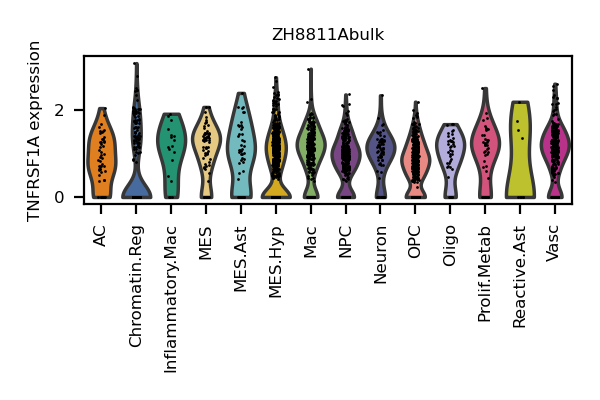 ZH8811Abulk
TNFRSF1A expression
2
0
AC
Chromatin.Reg
Inflammatory.Mac
MES
MES.Ast
MES.Hyp
Mac
NPC
Neuron
OPC
Oligo
Prolif.Metab
Reactive.Ast
Vasc